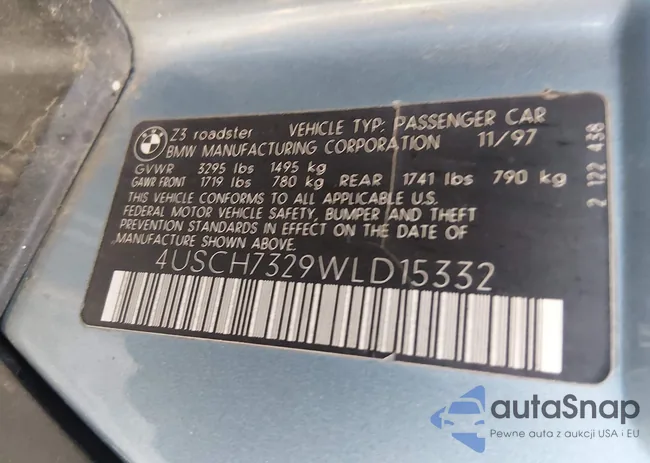 BMW
Z3 roadster VEHICLE TYP: PASSENGER CAR
BMW MANUFACTURING CORPORATION 11/97
GVWR 3295 lbs 1495 kg
GAWR FRONT 1719 lbs 780 kg REAR 1741 lbs 790 kg
THIS VEHICLE CONFORMS TO ALL APPLICABLE U.S.
FEDERAL MOTOR VEHICLE SAFETY, BUMPER AND THEFT
PREVENTION STANDARDS IN EFFECT ON THE DATE OF
MANUFACTURE SHOWN ABOVE.
4USCH7329WLD15332
2 122 438
autaSnap
Pewne auta z aukcji USA i EU